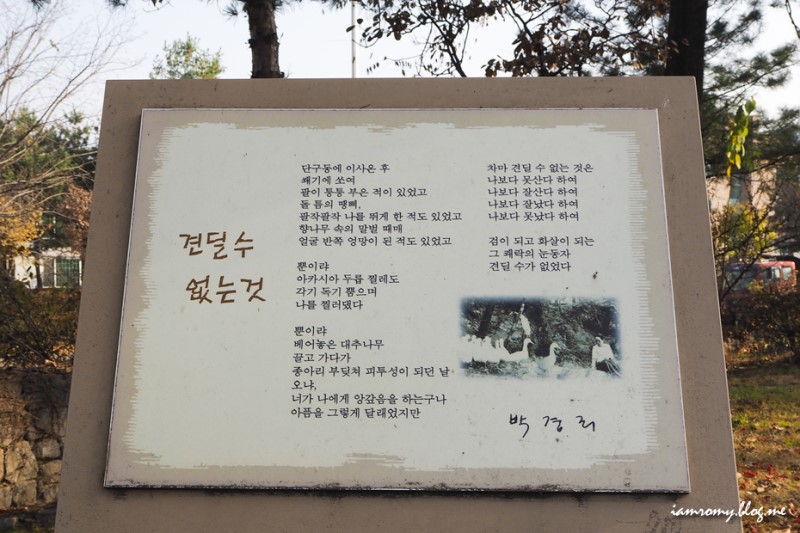 견딜 수
없는 것
단구동에 이사온 후
쐐기에 쏘여
팔이 퉁퉁 부은 적이 있었고
돌 틈의 땡삐,
팔작팔작 나를 뛰게 한 적도 있었고
향나무 속의 말벌 때매
얼굴 반쪽 엉망이 된 적도 있었고
뿐이랴
아카시아 두릅 찔레도
각기 독기 뿜으며
나를 찔러댔다
뿐이랴
베어놓은 대추나무
끌고 가다가
종아리 부딪쳐 피투성이 되던 날
오냐,
너가 나에게 앙갚음을 하는구나
아픔을 그렇게 달래었지만
차마 견딜 수 없는 것은
나보다 못산다 하여
나보다 잘산다 하여
나보다 잘났다 하여
나보다 못났다 하여
검이 되고 화살이 되는
그 쾌락의 눈동자
견딜 수가 없었다
박경리
iamromy.blog.me